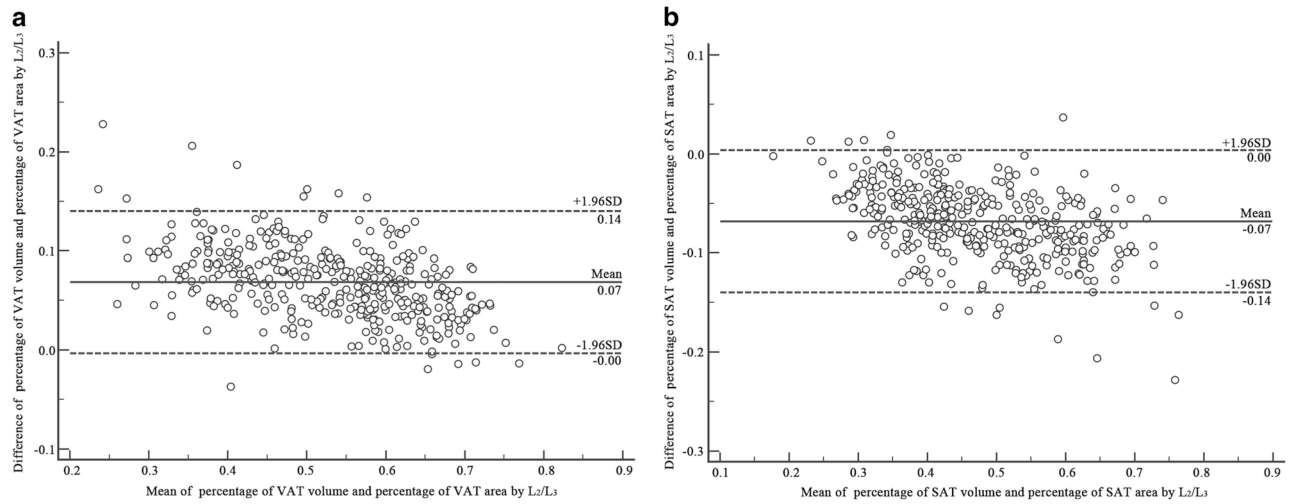 a
Difference of percentage of VAT volume and percentage of VAT area by L2/L3
0.3
0.2
0.1
0.0
-0.1
+1.96SD
0.14
Mean
0.07
-1.96SD
-0.00
0.2 0.3 0.4 0.5 0.6 0.7 0.8 0.9
Mean of percentage of VAT volume and percentage of VAT area by L2/L3
b
Difference of percentage of SAT volume and percentage of SAT area by L2/L3
0.1
0.0
-0.1
-0.2
-0.3
+1.96SD
0.00
Mean
-0.07
-1.96SD
-0.14
0.1 0.2 0.3 0.4 0.5 0.6 0.7 0.8 0.9
Mean of percentage of SAT volume and percentage of SAT area by L2/L3